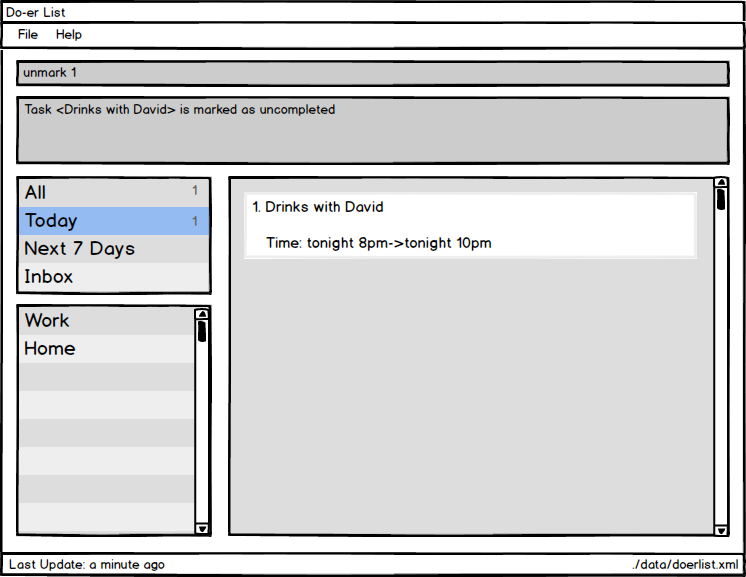 Do-er List
File Help
unmark 1
Task <Drinks with David> is marked as uncompleted
All 1
Today 1
Next 7 Days
Inbox
Work
Home
1. Drinks with David
Time: tonight 8pm->tonight 10pm
Last Update: a minute ago
./data/doerlist.xml